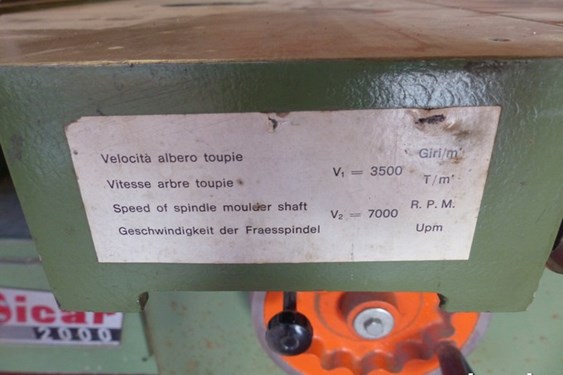 Velocità albero toupie
Vitesse arbre toupie
Speed of spindle moulder shaft
Geschwindigkeit der Fraesspindel
V₁ = 3500
V₂ = 7000
Giri/m'
T/m'
R. P. M.
Upm
Sicar
2000